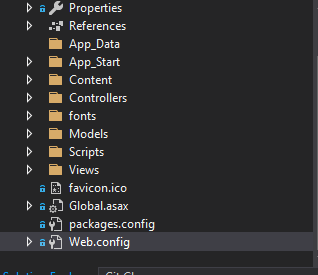 Properties
References
App_Data
App_Start
Content
Controllers
fonts
Models
Scripts
Views
favicon.ico
Global.asax
packages.config
Web.config